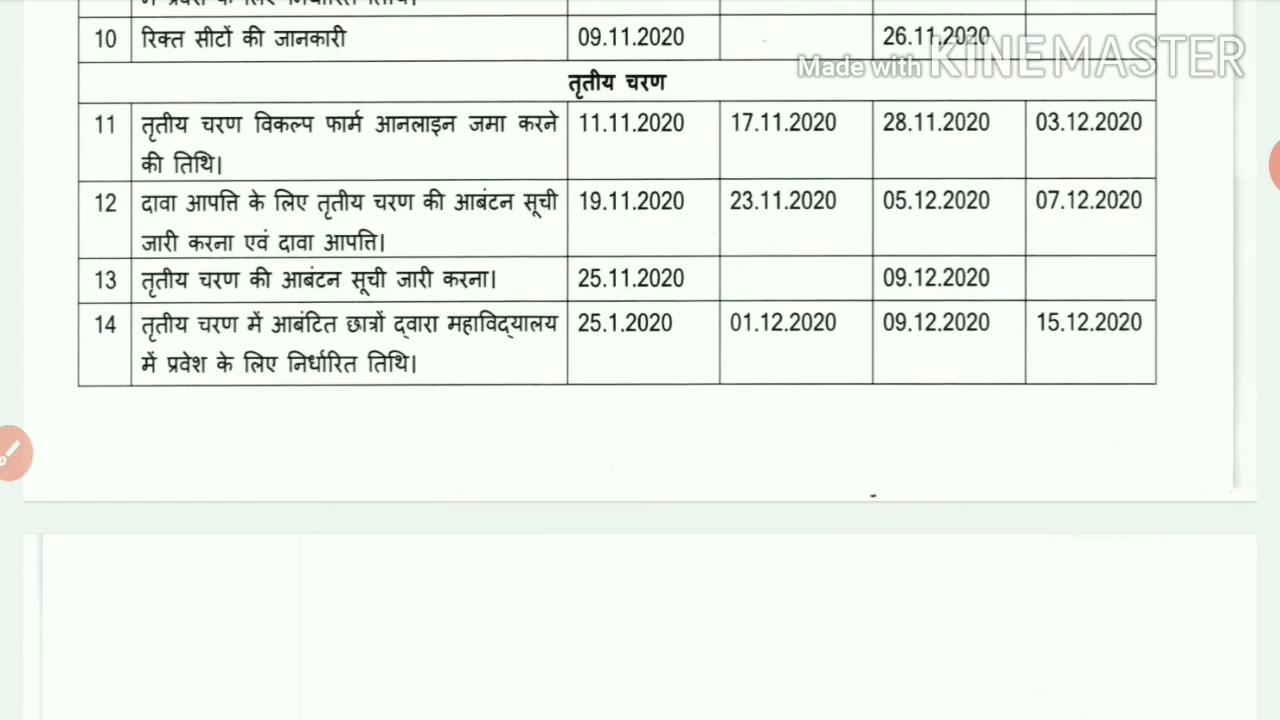 10 रिक्त सीटों की जानकारी 09.11.2020 26.11.2020
Made with KINEMASTER
तृतीय चरण
11 तृतीय चरण विकल्प फार्म आनलाइन जमा करने 11.11.2020 17.11.2020 28.11.2020 03.12.2020
की तिथि।
12 दावा आपत्ति के लिए तृतीय चरण की आबंटन सूची 19.11.2020 23.11.2020 05.12.2020 07.12.2020
जारी करना एवं दावा आपत्ति।
13 तृतीय चरण की आबंटन सूची जारी करना। 25.11.2020 09.12.2020
14 तृतीय चरण में आबंटित छात्रों द्वारा महाविद्यालय 25.1.2020 01.12.2020 09.12.2020 15.12.2020
में प्रवेश के लिए निर्धारित तिथि।